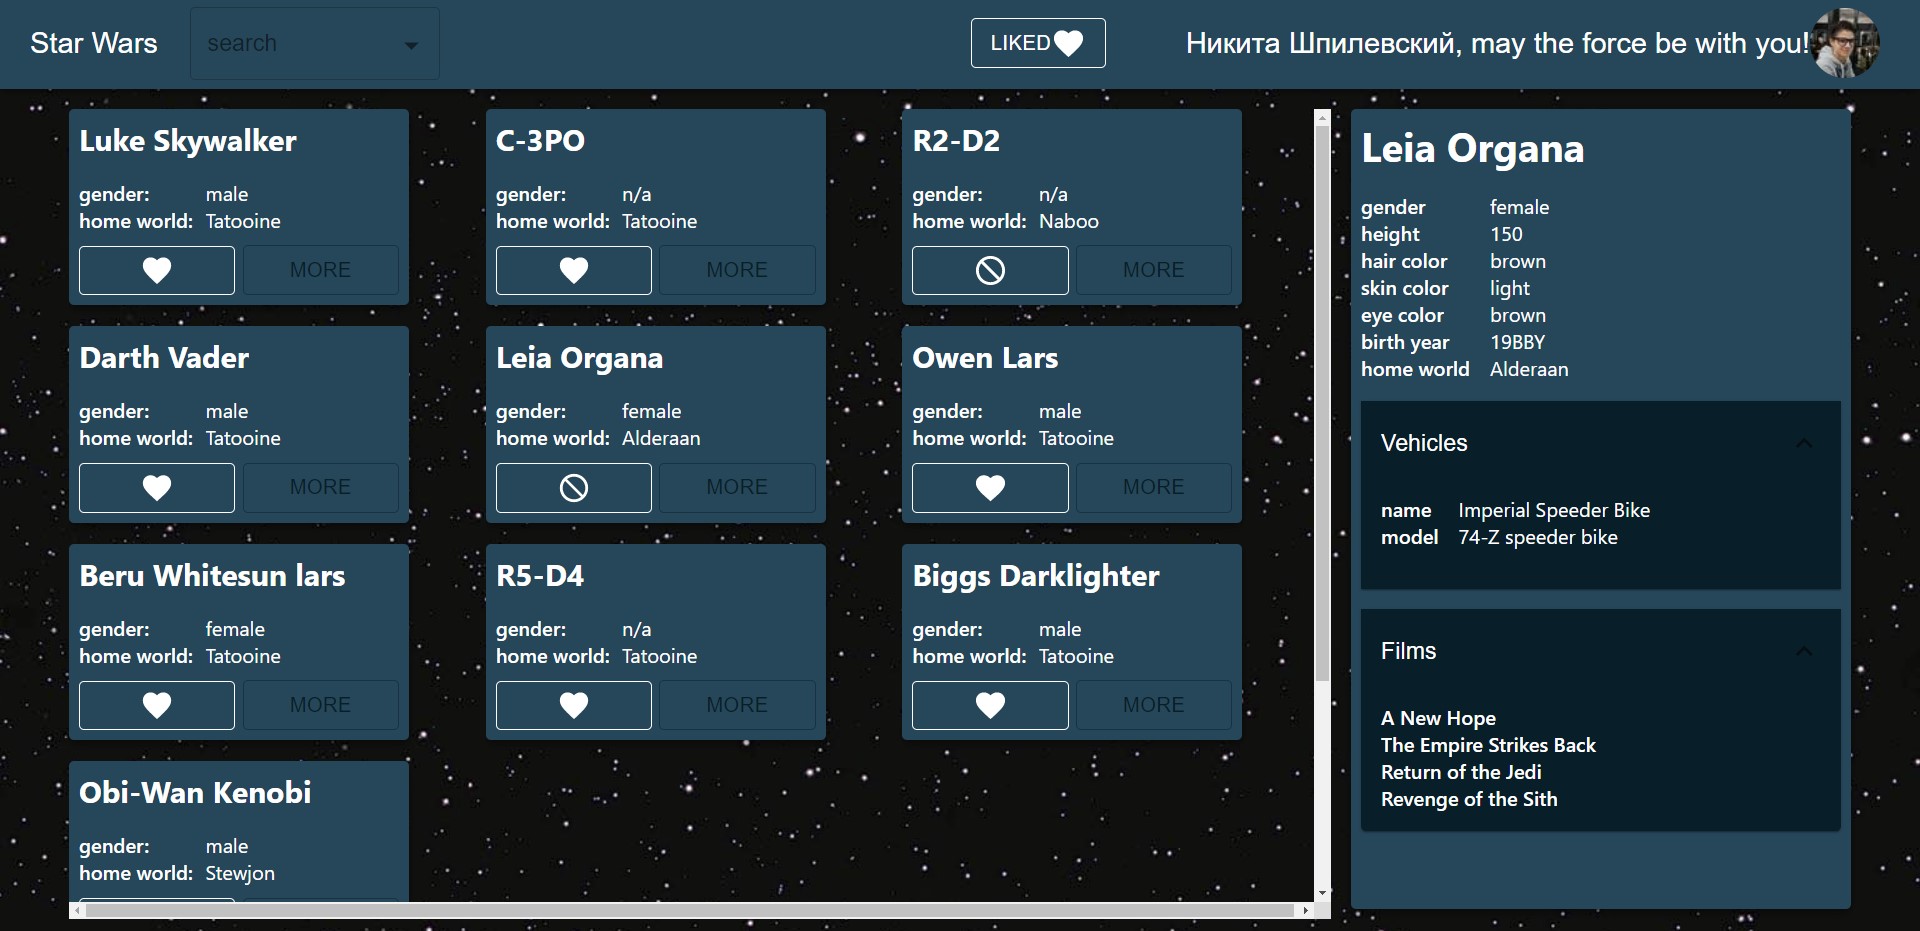 Star Wars
search
LIKED
Никита Шпилевский, may the force be with you!
Luke Skywalker
gender: male
home world: Tatooine
MORE
C-3PO
gender: n/a
home world: Tatooine
MORE
R2-D2
gender: n/a
home world: Naboo
MORE
Darth Vader
gender: male
home world: Tatooine
MORE
Leia Organa
gender: female
home world: Alderaan
MORE
Owen Lars
gender: male
home world: Tatooine
MORE
Beru Whitesun lars
gender: female
home world: Tatooine
MORE
R5-D4
gender: n/a
home world: Tatooine
MORE
Biggs Darklighter
gender: male
home world: Tatooine
MORE
Obi-Wan Kenobi
gender: male
home world: Stewjon
Leia Organa
gender female
height 150
hair color brown
skin color light
eye color brown
birth year 19BBY
home world Alderaan
Vehicles
name Imperial Speeder Bike
model 74-Z speeder bike
Films
A New Hope
The Empire Strikes Back
Return of the Jedi
Revenge of the Sith